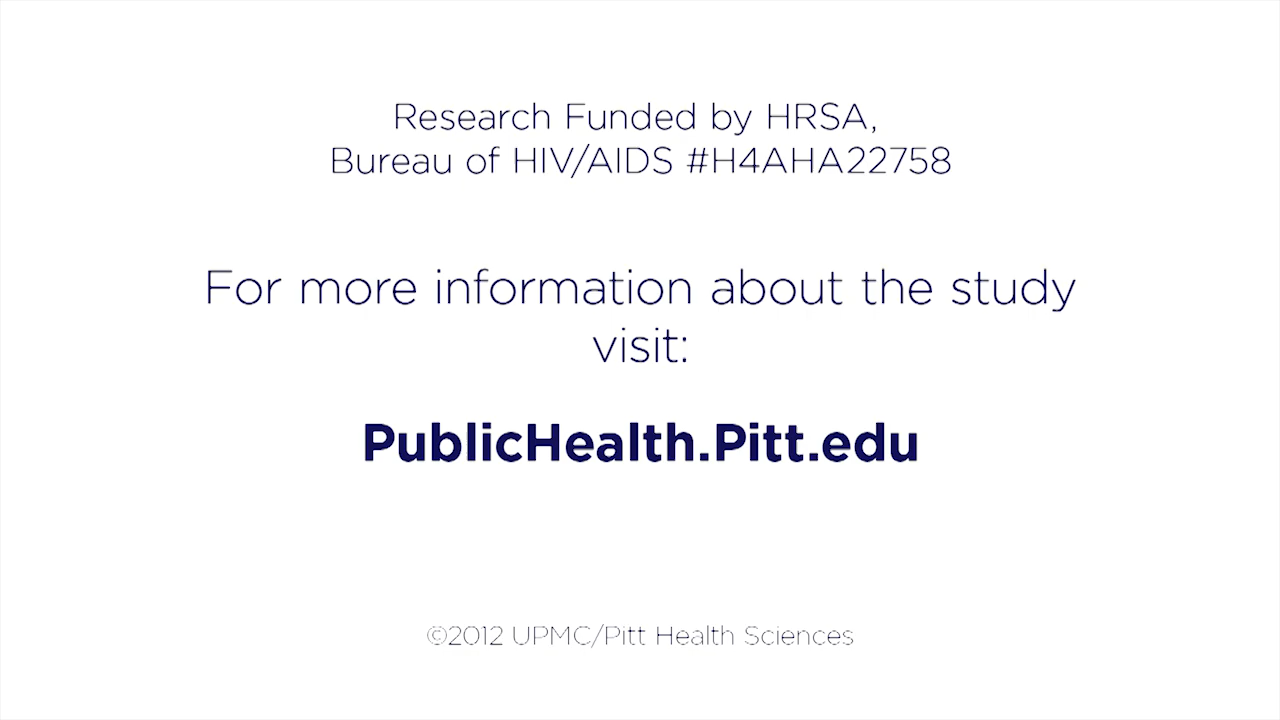 Research Funded by HRSA,
Bureau of HIV/AIDS #H4AHA22758
For more information about the study
visit:
PublicHealth.Pitt.edu
©2012 UPMC/Pitt Health Sciences